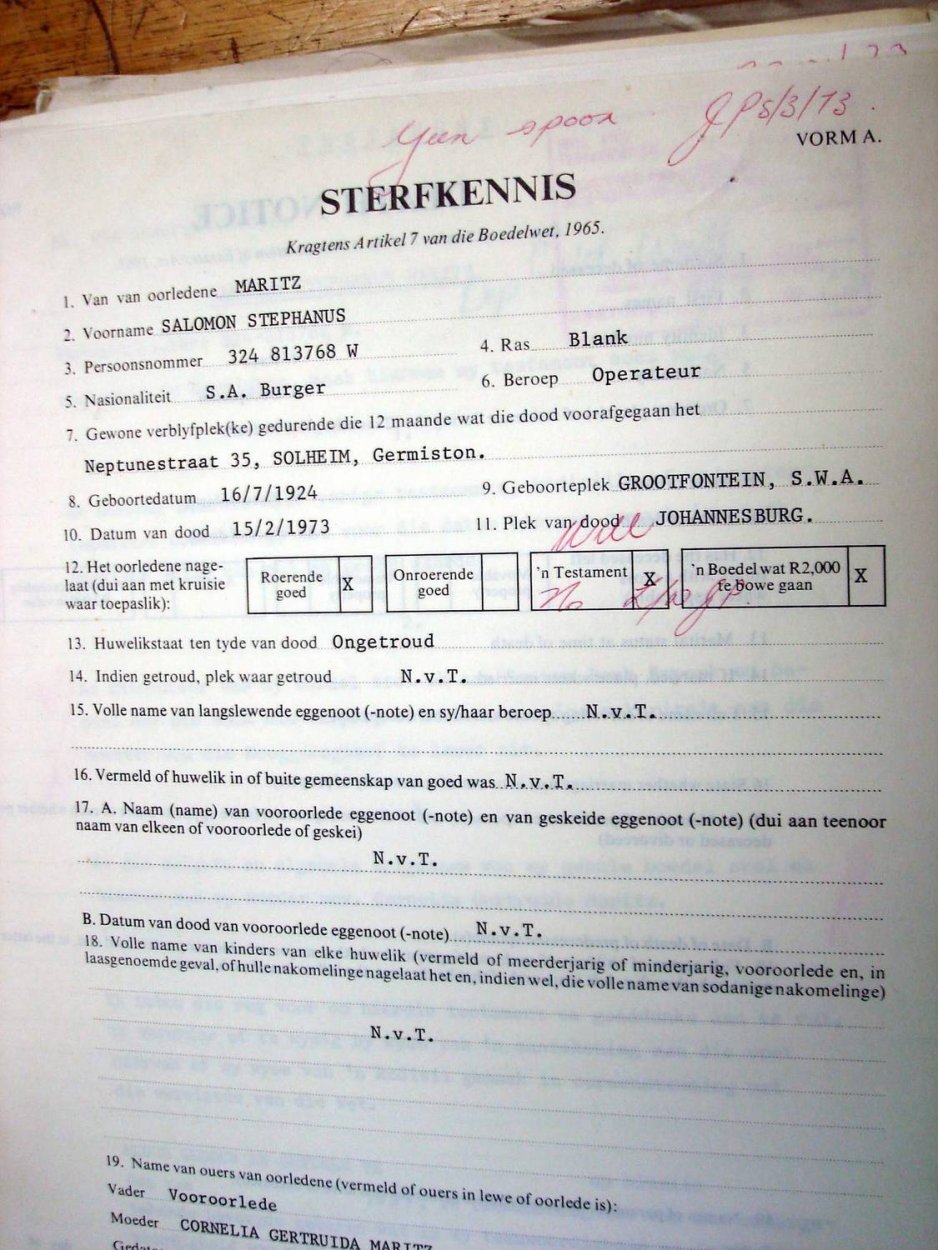 Geen spoor JP 5/3/73.
VORM A.
STERFKENNIS
Kragtens Artikel 7 van die Boedelwet, 1965.
1. Van van oorledene MARITZ
2. Voorname SALOMON STEPHANUS
3. Persoonsnommer 324 813768 W 4. Ras Blank
5. Nasionaliteit S.A. Burger 6. Beroep Operateur
7. Gewone verblyfplek(ke) gedurende die 12 maande wat die dood voorafgegaan het
Neptunestraat 35, SOLHEIM, Germiston.
8. Geboortedatum 16/7/1924 9. Geboorteplek GROOTFONTEIN, S.W.A.
10. Datum van dood 15/2/1973 11. Plek van dood JOHANNESBURG.
Will
12. Het oorledene nage-
laat (dui aan met kruisie
waar toepaslik):
Roerende
goed
X
Onroerende
goed
'n Testament
X
No JP
'n Boedel wat R2,000
te bowe gaan
X
13. Huwelikstaat ten tyde van dood Ongetroud
14. Indien getroud, plek waar getroud N.v.T.
15. Volle name van langslewende eggenoot (-note) en sy/haar beroep N.v.T.
16. Vermeld of huwelik in of buite gemeenskap van goed was N.v.T.
17. A. Naam (name) van vooroorlede eggenoot (-note) en van geskeide eggenoot (-note) (dui aan teenoor
naam van elkeen of vooroorlede of geskei)
N.v.T.
B. Datum van dood van vooroorlede eggenoot (-note) N.v.T.
18. Volle name van kinders van elke huwelik (vermeld of meerderjarig of minderjarig, vooroorlede en, in
laasgenoemde geval, of hulle nakomelinge nagelaat het en, indien wel, die volle name van sodanige nakomelinge)
N.v.T.
19. Name van ouers van oorledene (vermeld of ouers in lewe of oorlede is):
Vader Vooroorlede
Moeder CORNELIA GERTRUIDA MARITZ